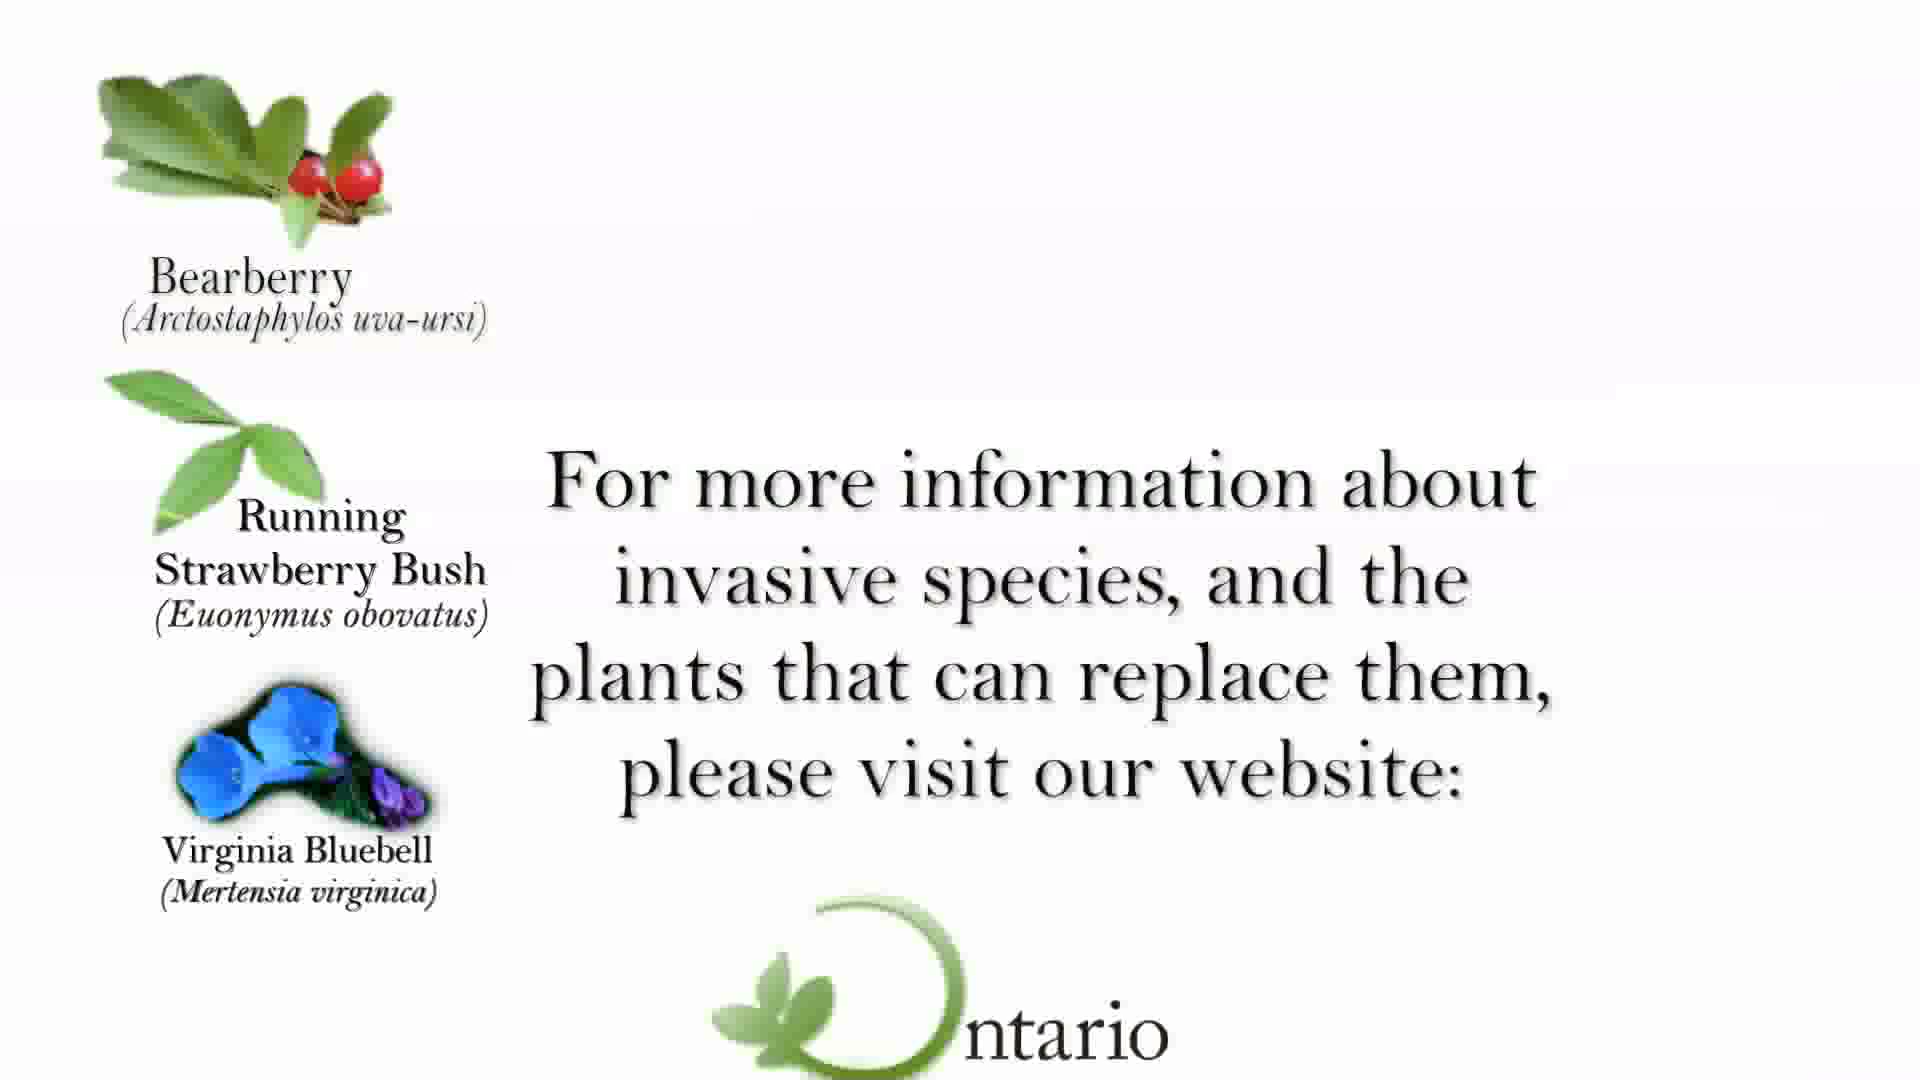 Bearberry
(Arctostaphylos uva-ursi)
Running
Strawberry Bush
(Euonymus obovatus)
Virginia Bluebell
(Mertensia virginica)
For more information about
invasive species, and the
plants that can replace them,
please visit our website:
Ontario